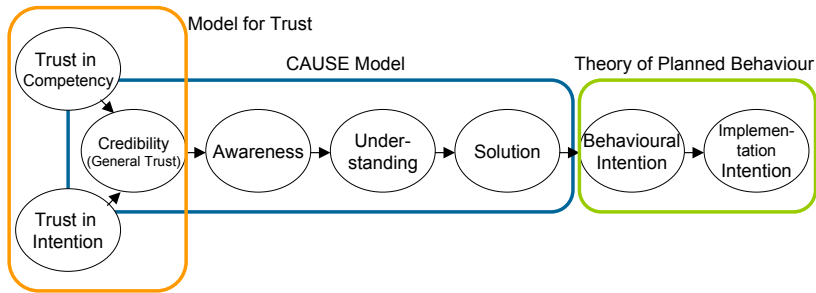 Model for Trust
CAUSE Model
Theory of Planned Behaviour
Trust in
Competency
Credibility
(General Trust)
Trust in
Intention
Awareness
Under-
standing
Solution
Behavioural
Intention
Implemen-
tation
Intention